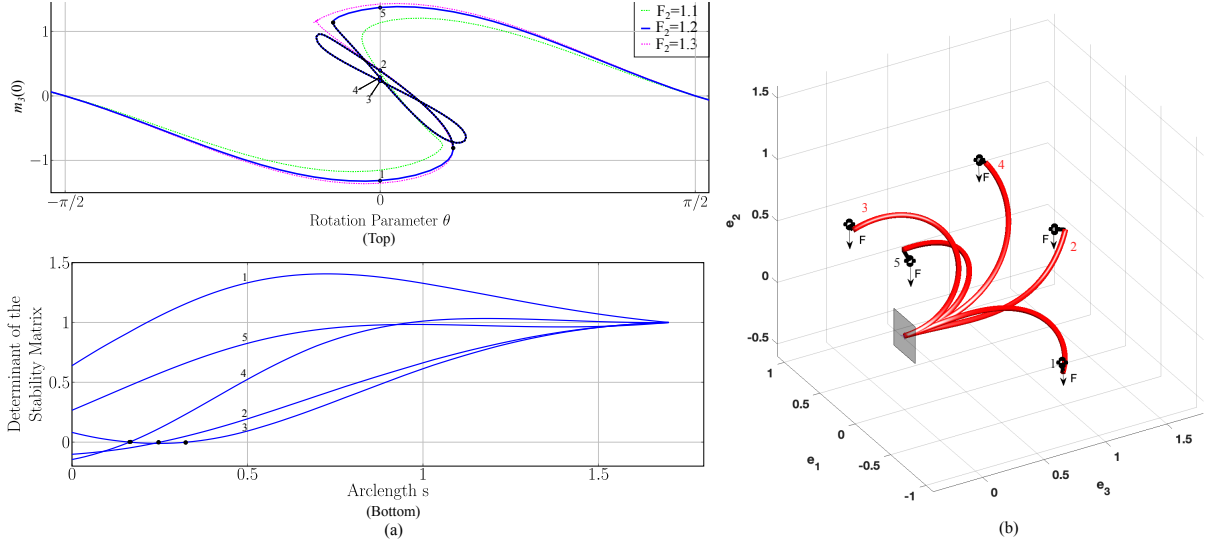 F₂=1.1
F₂=1.2
F₂=1.3
m₃(0)
1
0
−1
5
2
4
3
1
−π/2
0
π/2
Rotation Parameter θ
(Top)
Determinant of the
Stability Matrix
1.5
1
0.5
0
1
5
4
2
3
0
0.5
1
1.5
Arclength s
(Bottom)
(a)
e₂
1.5
1
0.5
0
-0.5
4
F
3
F
F
2
5
F
1
F
1
0.5
0
-0.5
-1
e₁
0
0.5
1
1.5
e₃
(b)